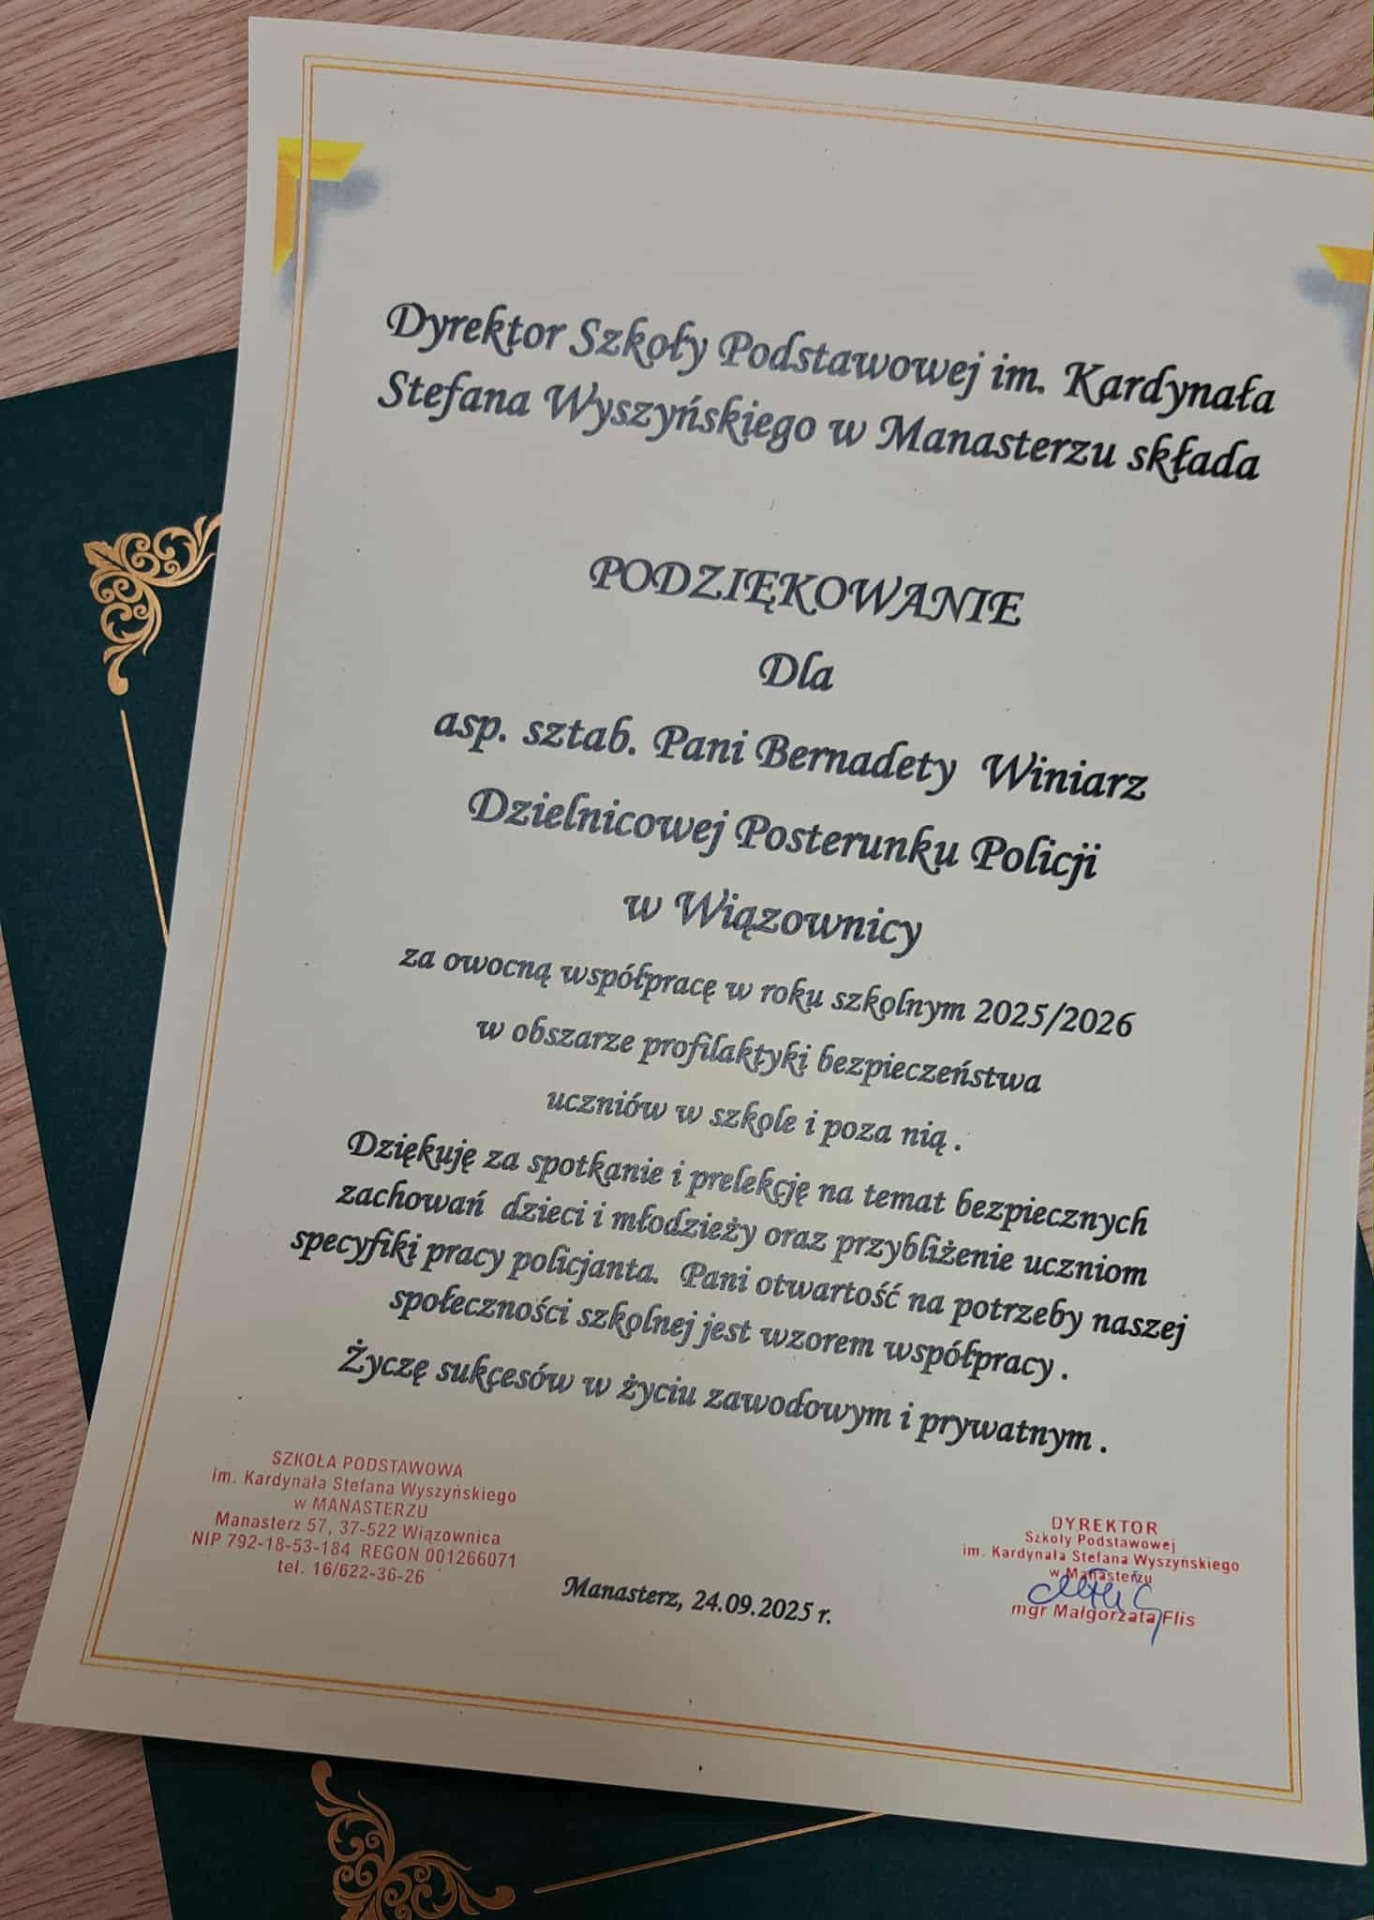 Dyrektor Szkoły Podstawowej im. Kardynała
Stefana Wyszyńskiego w Manasterzu składa
PODZIĘKOWANIE
Dla
asp. sztab. Pani Bernadety Winiarz
Dzielnicowej Posterunku Policji
w Wiązownicy
za owocną współpracę w roku szkolnym 2025/2026
w obszarze profilaktyki bezpieczeństwa
uczniów w szkole i poza nią .
Dziękuję za spotkanie i prelekcję na temat bezpiecznych
zachowań dzieci i młodzieży oraz przybliżenie uczniom
specyfiki pracy policjanta. Pani otwartość na potrzeby naszej
społeczności szkolnej jest wzorem współpracy .
Życzę sukcesów w życiu zawodowym i prywatnym .
SZKOŁA PODSTAWOWA
im. Kardynała Stefana Wyszyńskiego
w MANASTERZU
Manasterz 57, 37-522 Wiązownica
NIP 792-18-53-184 REGON 001266071
tel. 16/622-36-26
Manasterz, 24.09.2025 r.
DYREKTOR
Szkoły Podstawowej
im. Kardynała Stefana Wyszyńskiego
w Manasterzu
mgr Małgorzata Flis